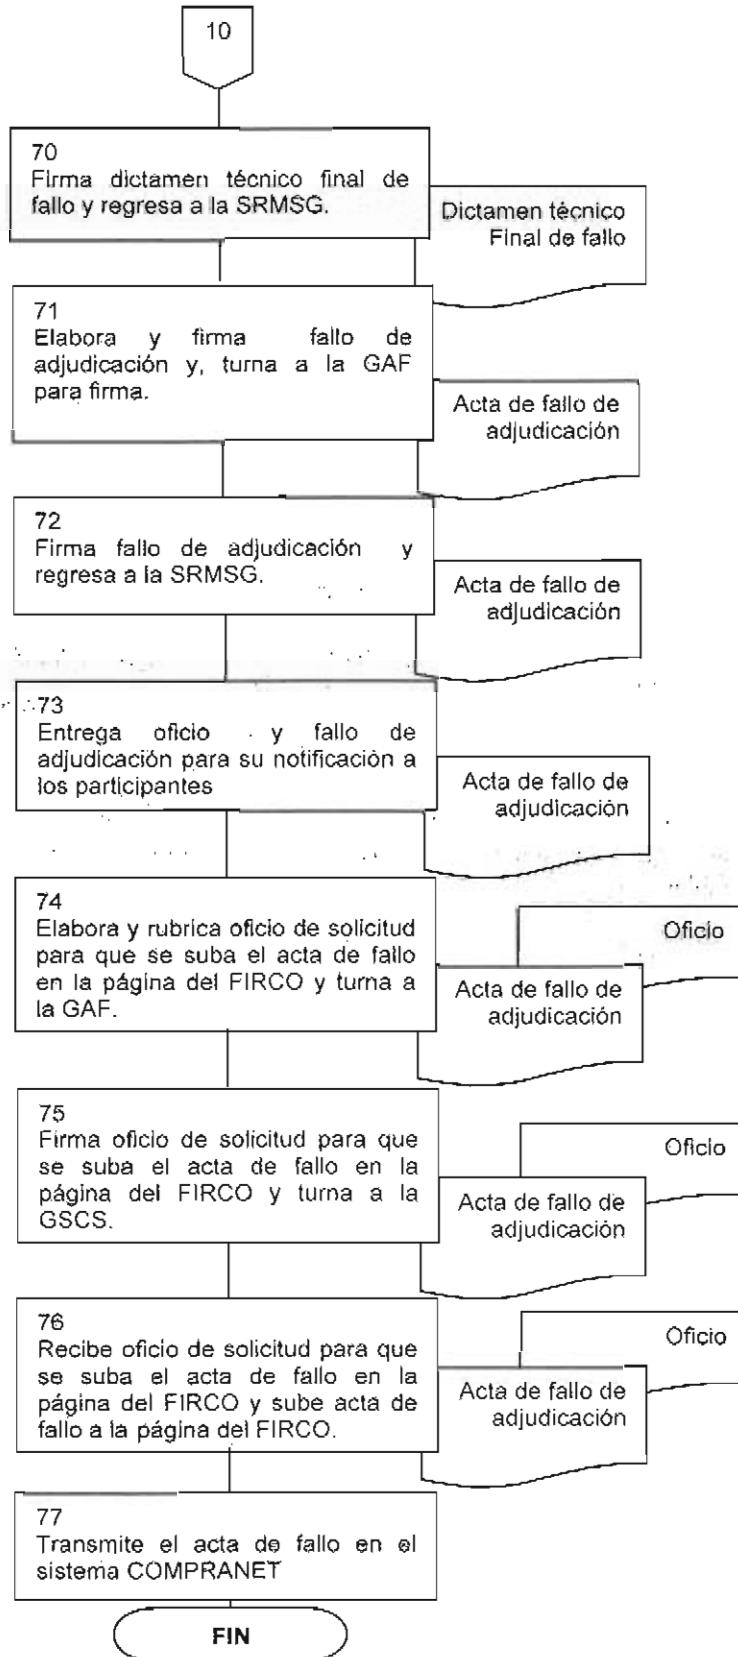 10
70
Firma dictamen técnico final de
fallo y regresa a la SRMSG.
Dictamen técnico
Final de fallo
71
Elabora y firma fallo de
adjudicación y, turna a la GAF
para firma.
Acta de fallo de
adjudicación
72
Firma fallo de adjudicación y
regresa a la SRMSG.
Acta de fallo de
adjudicación
73
Entrega oficio y fallo de
adjudicación para su notificación a
los participantes
Acta de fallo de
adjudicación
74
Elabora y rubrica oficio de solicitud
para que se suba el acta de fallo
en la página del FIRCO y turna a
la GAF.
Oficio
Acta de fallo de
adjudicación
75
Firma oficio de solicitud para que
se suba el acta de fallo en la
página del FIRCO y turna a la
GSCS.
Oficio
Acta de fallo de
adjudicación
76
Recibe oficio de solicitud para que
se suba el acta de fallo en la
página del FIRCO y sube acta de
fallo a la página del FIRCO.
Oficio
Acta de fallo de
adjudicación
77
Transmite el acta de fallo en el
sistema COMPRANET
FIN